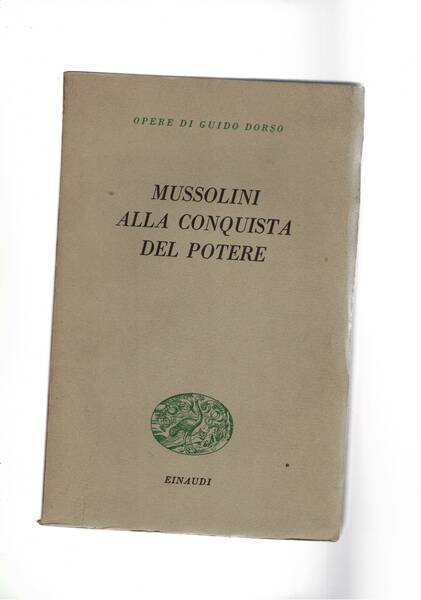 OPERE DI GUIDO DORSO
MUSSOLINI
ALLA CONQUISTA
DEL POTERE
EINAUDI